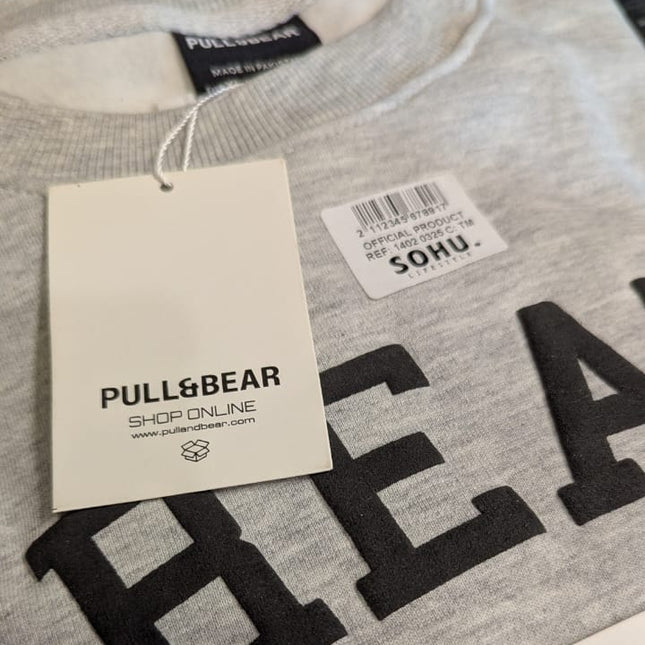 PULL&BEAR
MADE IN
2 112345 678917
OFFICIAL PRODUCT
REF: 1402 0325 C-TM
SOHU.
LIFESTYLE
PULL&BEAR
SHOP ONLINE
www.pullandbear.com
BEA